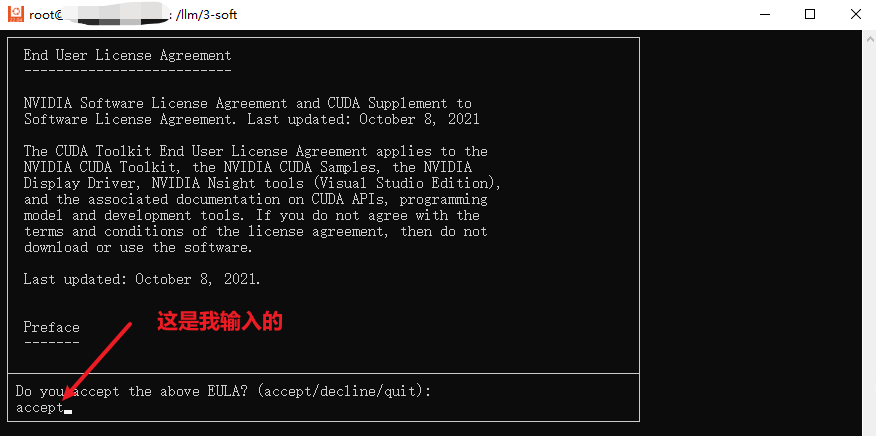 root@
: /llm/3-soft
End User License Agreement
--------------------------
NVIDIA Software License Agreement and CUDA Supplement to
Software License Agreement. Last updated: October 8, 2021
The CUDA Toolkit End User License Agreement applies to the
NVIDIA CUDA Toolkit, the NVIDIA CUDA Samples, the NVIDIA
Display Driver, NVIDIA Nsight tools (Visual Studio Edition),
and the associated documentation on CUDA APIs, programming
model and development tools. If you do not agree with the
terms and conditions of the license agreement, then do not
download or use the software.
Last updated: October 8, 2021.
这是我输入的
Preface
-------
Do you accept the above EULA? (accept/decline/quit):
accept